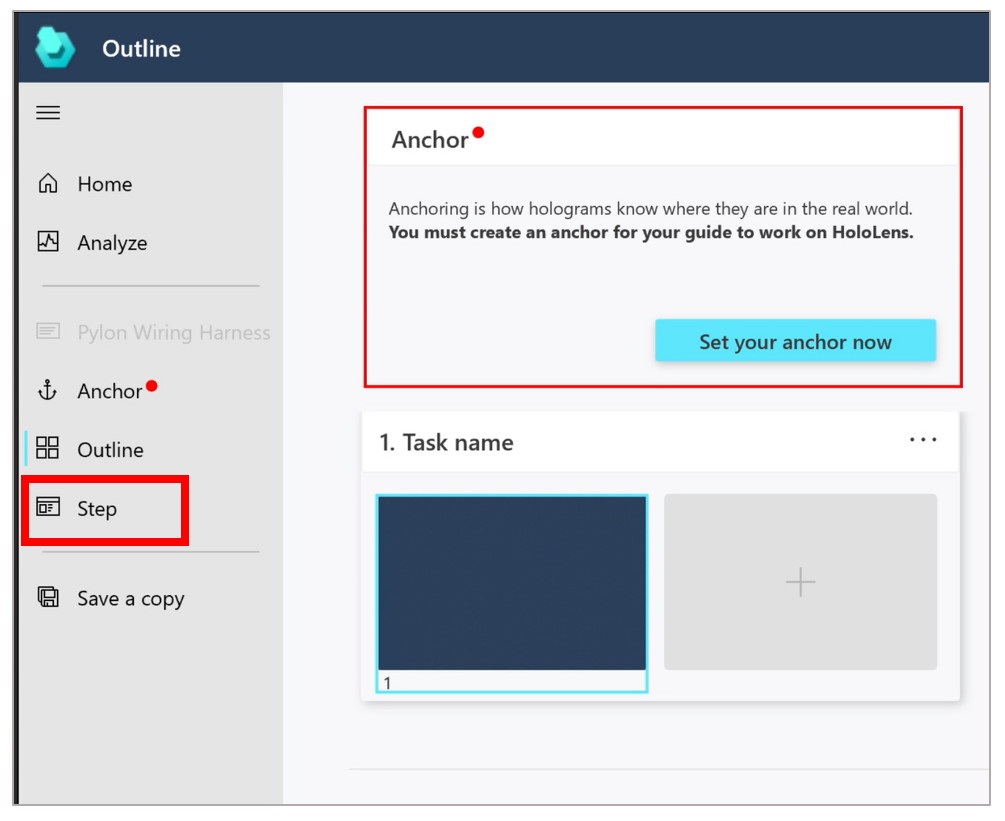 Outline
Home
Analyze
Pylon Wiring Harness
Anchor
Outline
Step
Save a copy
Anchor
Anchoring is how holograms know where they are in the real world.
You must create an anchor for your guide to work on HoloLens.
Set your anchor now
1. Task name
1